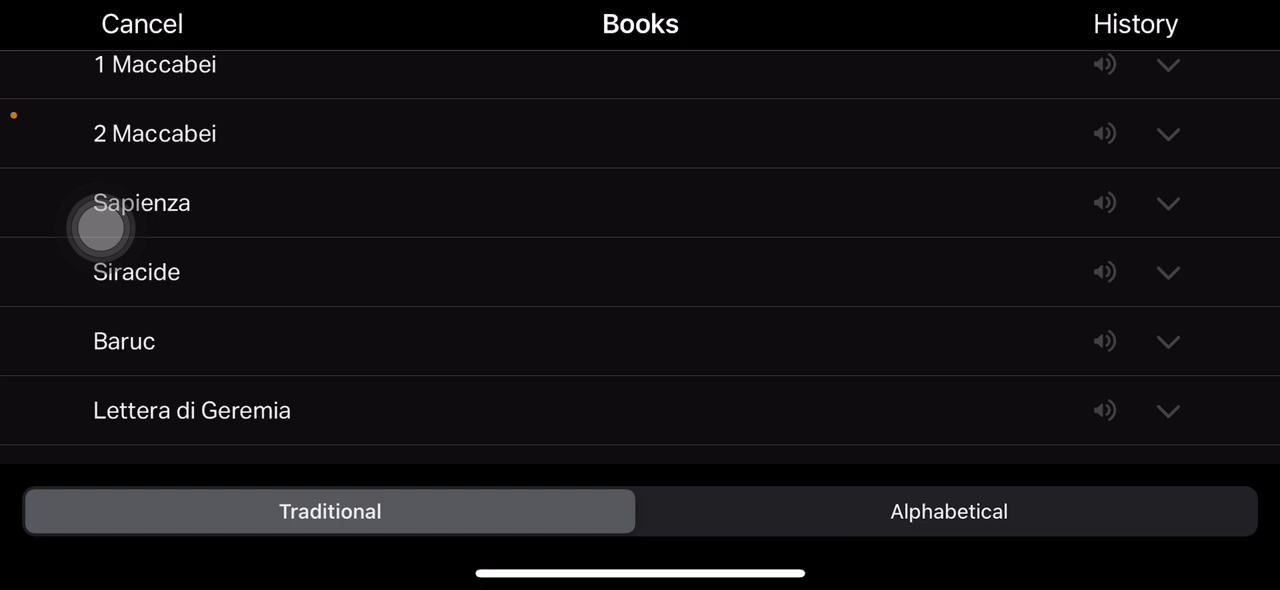 Cancel Books History
1 Maccabei
2 Maccabei
Sapienza
Siracide
Baruc
Lettera di Geremia
Traditional Alphabetical